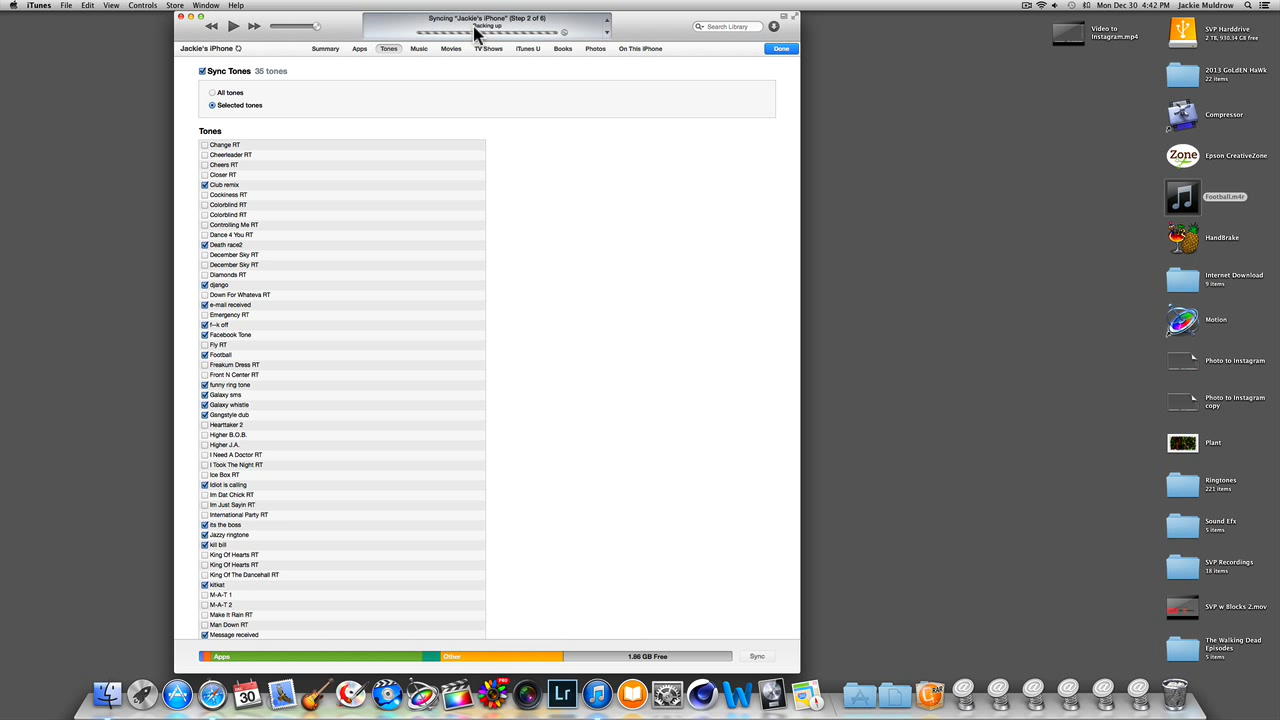 iTunes File Edit View Controls Store Window Help
Mon Dec 30 4:42 PM Jackie Muldrow
Syncing "Jackie's iPhone" (Step 2 of 6)
Backing up
Search Library
Jackie's iPhone
Summary Apps Tones Music Movies TV Shows iTunes U Books Photos On This iPhone Done
Sync Tones 35 tones
All tones
Selected tones
Tones
Change RT
Cheerleader RT
Cheers RT
Closer RT
Club remix
Cockiness RT
Colorblind RT
Colorblind RT
Controlling Me RT
Dance 4 You RT
Death race2
December Sky RT
December Sky RT
Diamonds RT
django
Down For Whateva RT
e-mail received
Emergency RT
f--k off
Facebook Tone
Fly RT
Football
Freakum Dress RT
Front N Center RT
funny ring tone
Galaxy sms
Galaxy whistle
Gsngstyle dub
Hearttaker 2
Higher B.O.B.
Higher J.A.
I Need A Doctor RT
I Took The Night RT
Ice Box RT
Idiot is calling
Im Dat Chick RT
Im Just Sayin RT
International Party RT
its the boss
Jazzy ringtone
kill bill
King Of Hearts RT
King Of Hearts RT
King Of The Dancehall RT
kitkat
M-A-T 1
M-A-T 2
Make It Rain RT
Man Down RT
Message received
Apps Other 1.86 GB Free Sync
Video to
Instagram.mp4
SVP Harddrive
2 TB, 930.34 GB free
2013 GoLdEN HaWk
22 items
Compressor
Zone
Epson CreativeZone
Football.m4r
HandBrake
Internet Download
9 items
Motion
Photo to Instagram
Photo to Instagram
copy
Plant
Ringtones
221 items
Sound Efx
5 items
SVP Recordings
18 items
SVP w Blocks 2.mov
The Walking Dead
Episodes
5 items
30
PRO
Lr
RAR